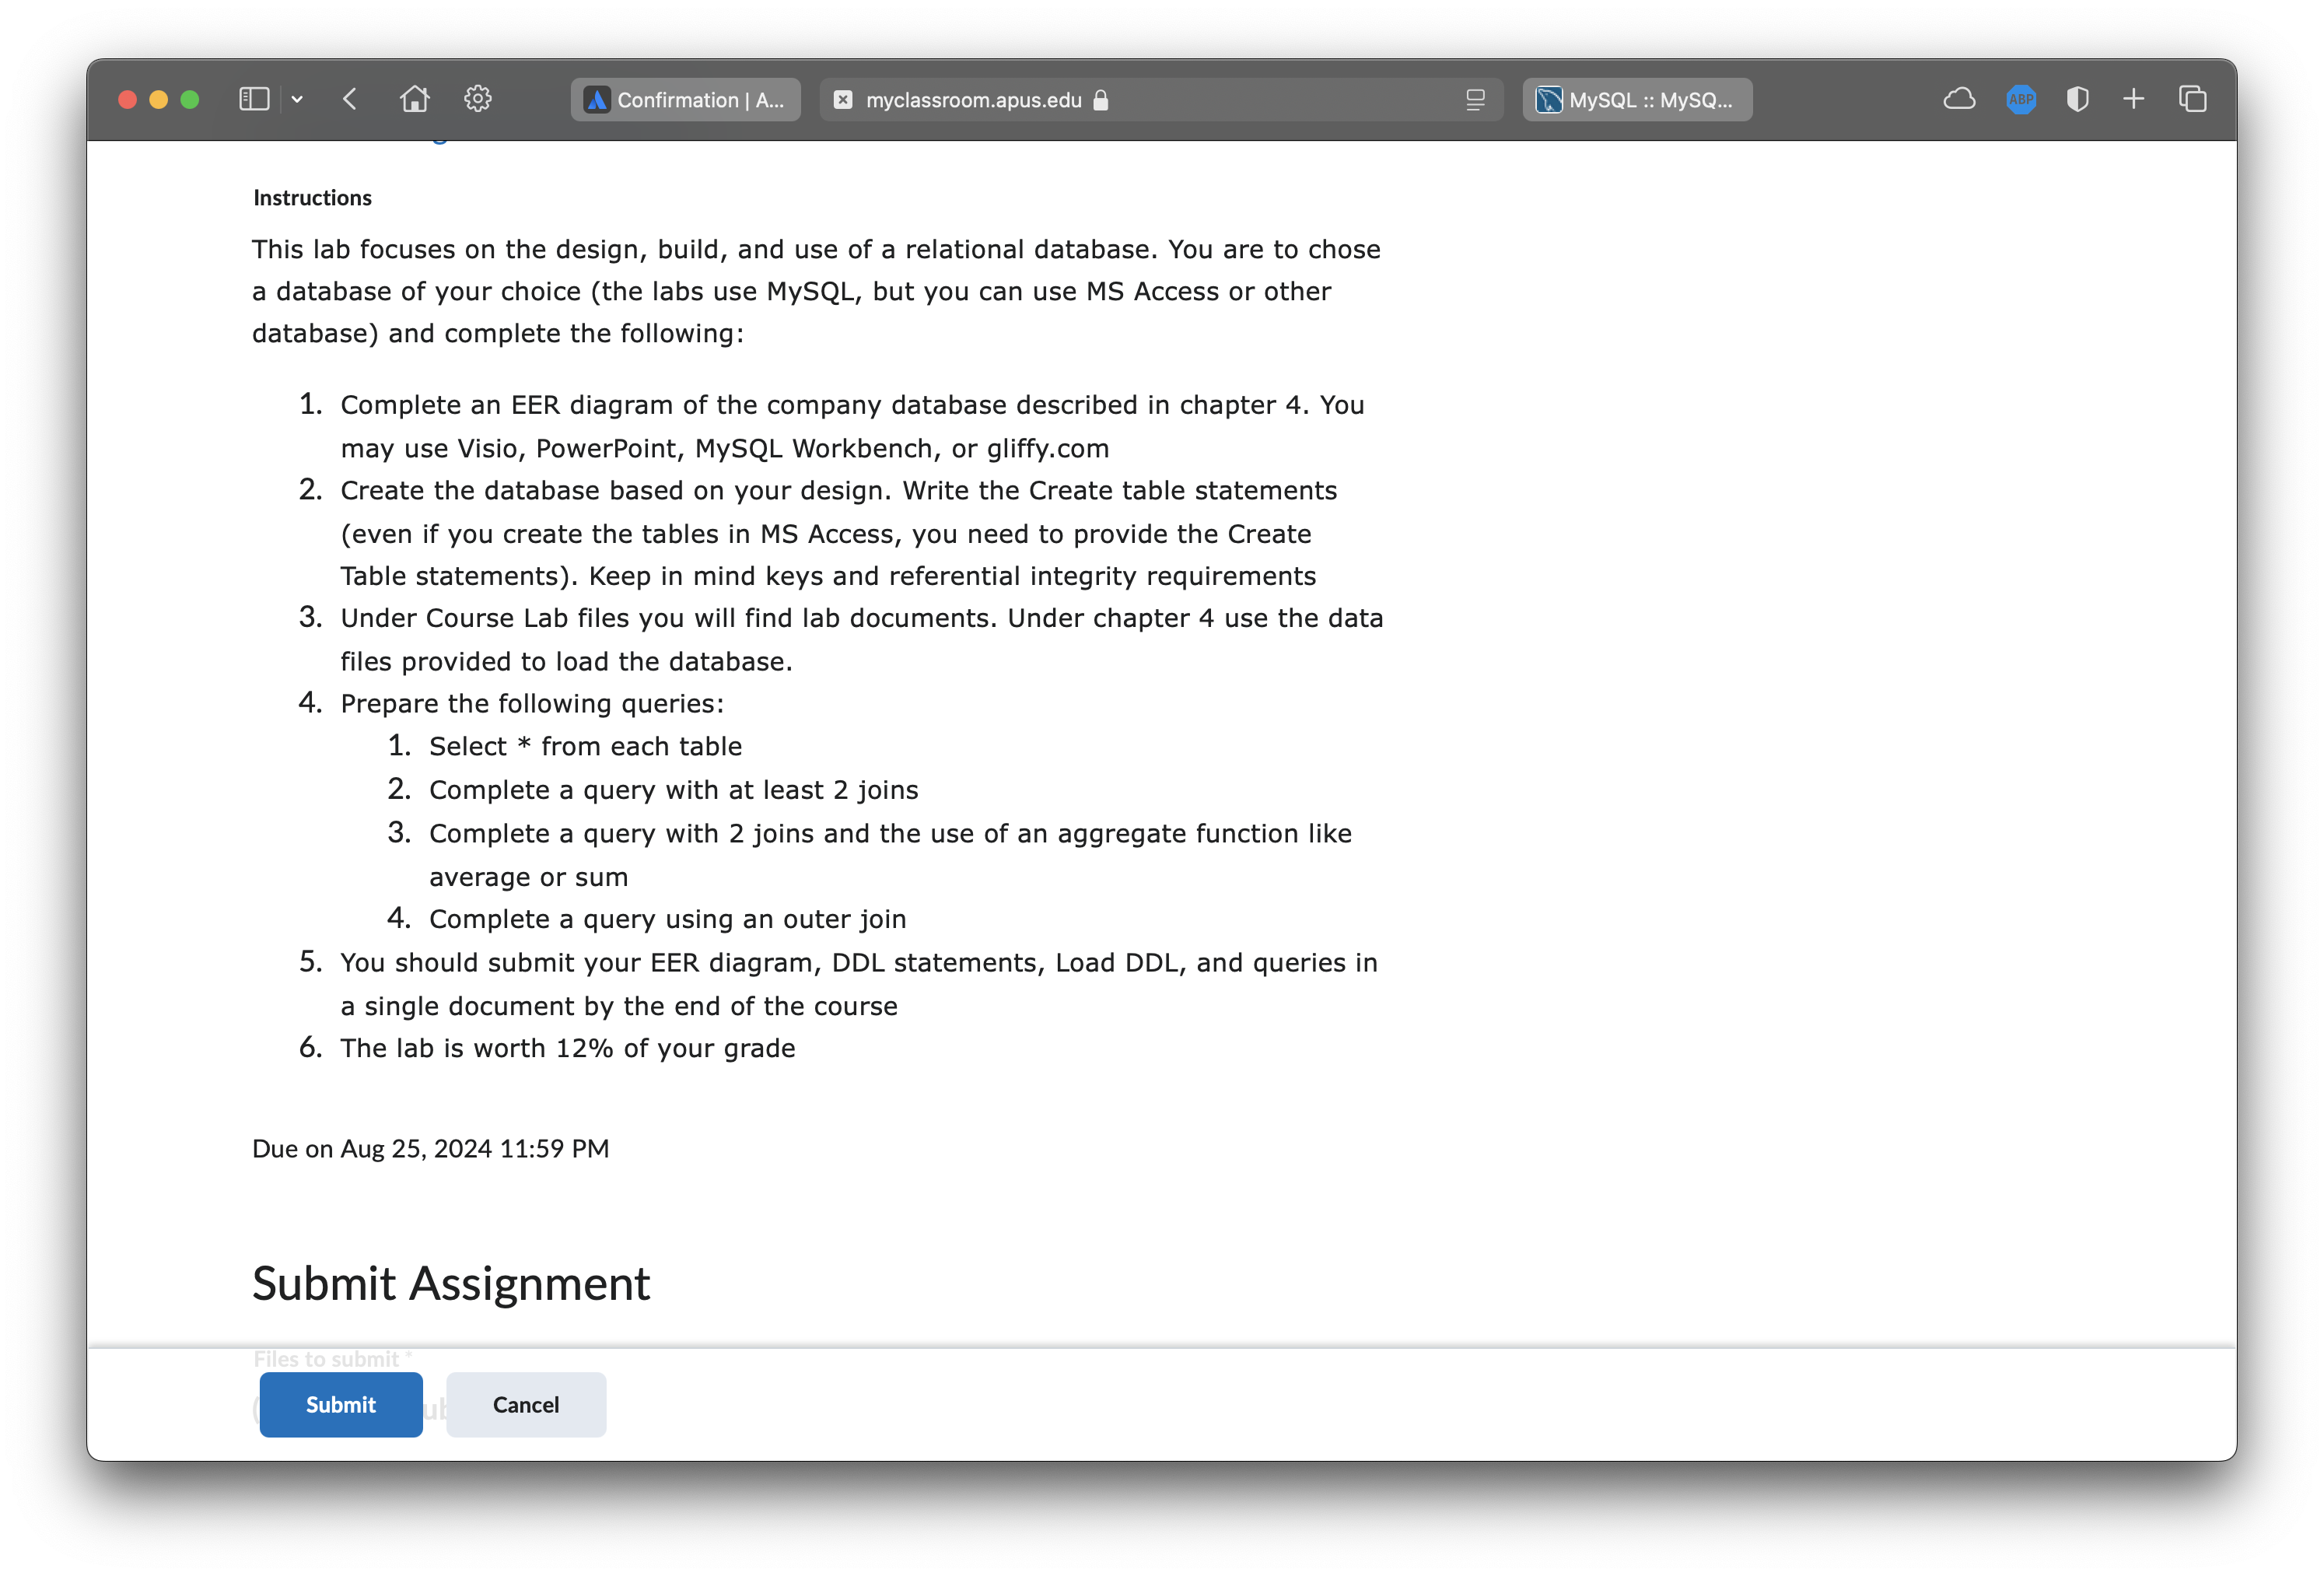 Confirmation | A...
myclassroom.apus.edu
MySQL :: MySQ...
ABP
Instructions
This lab focuses on the design, build, and use of a relational database. You are to chose
a database of your choice (the labs use MySQL, but you can use MS Access or other
database) and complete the following:
1. Complete an EER diagram of the company database described in chapter 4. You
may use Visio, PowerPoint, MySQL Workbench, or gliffy.com
2. Create the database based on your design. Write the Create table statements
(even if you create the tables in MS Access, you need to provide the Create
Table statements). Keep in mind keys and referential integrity requirements
3. Under Course Lab files you will find lab documents. Under chapter 4 use the data
files provided to load the database.
4. Prepare the following queries:
1. Select * from each table
2. Complete a query with at least 2 joins
3. Complete a query with 2 joins and the use of an aggregate function like
average or sum
4. Complete a query using an outer join
5. You should submit your EER diagram, DDL statements, Load DDL, and queries in
a single document by the end of the course
6. The lab is worth 12% of your grade
Due on Aug 25, 2024 11:59 PM
Submit Assignment
Files to submit *
Submit
Cancel